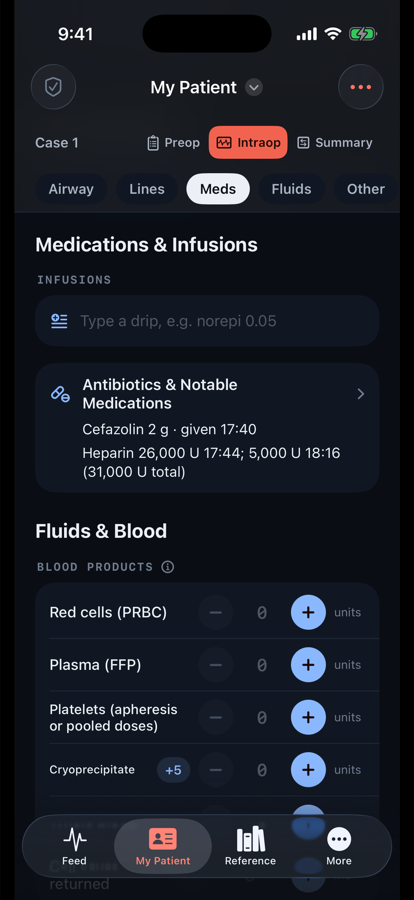 9:41
My Patient
Case 1
Preop
Intraop
Summary
Airway
Lines
Meds
Fluids
Other
Medications & Infusions
INFUSIONS
Type a drip, e.g. norepi 0.05
Antibiotics & Notable
Medications
Cefazolin 2 g · given 17:40
Heparin 26,000 U 17:44; 5,000 U 18:16
(31,000 U total)
Fluids & Blood
BLOOD PRODUCTS
Red cells (PRBC) − 0 + units
Plasma (FFP) − 0 + units
Platelets (apheresis
or pooled doses) − 0 + units
Cryoprecipitate +5 − 0 + units
Feed
My Patient
Reference
More
returned